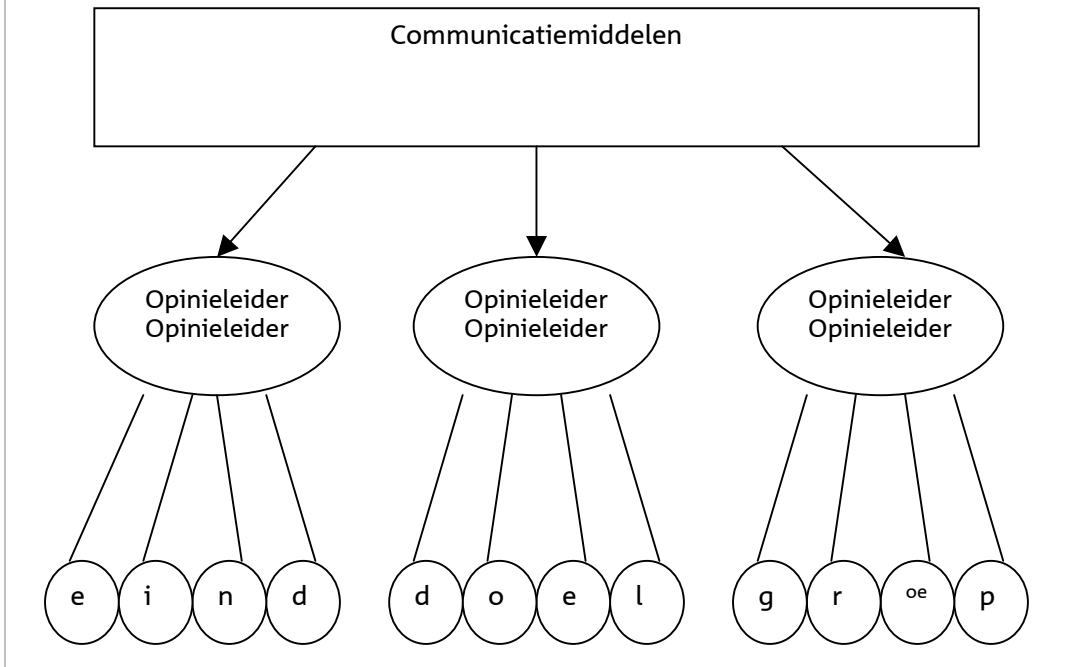 Communicatiemiddelen
Opinieleider
Opinieleider
Opinieleider
Opinieleider
Opinieleider
Opinieleider
e i n d d o e l g r oe p